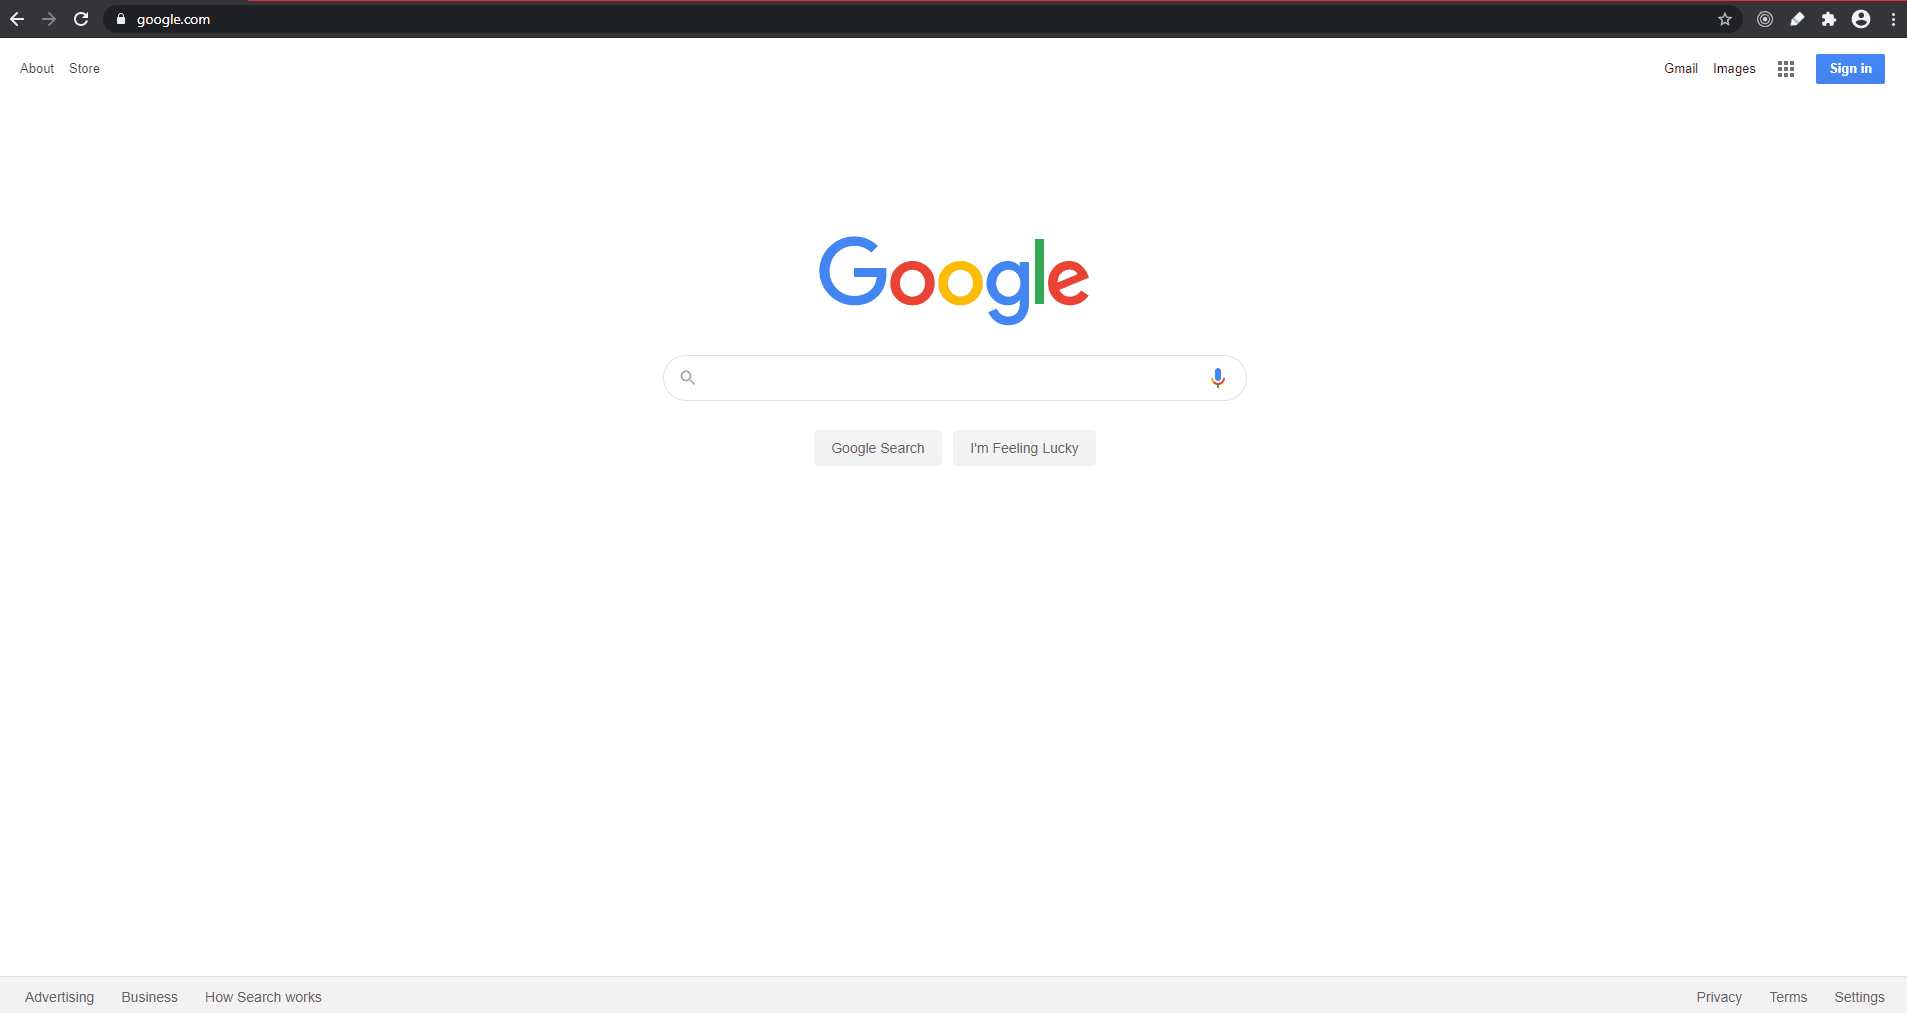 google.com
About Store Gmail Images Sign in
Google
Google Search I'm Feeling Lucky
Advertising Business How Search works Privacy Terms Settings